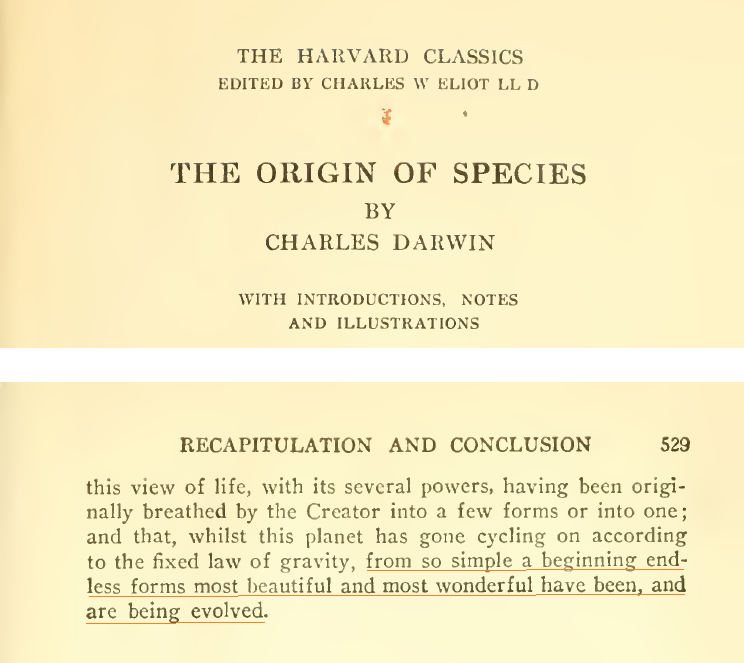 THE HARVARD CLASSICS
EDITED BY CHARLES W ELIOT LL D
THE ORIGIN OF SPECIES
BY
CHARLES DARWIN
WITH INTRODUCTIONS, NOTES
AND ILLUSTRATIONS
RECAPITULATION AND CONCLUSION 529
this view of life, with its several powers, having been origi-
nally breathed by the Creator into a few forms or into one;
and that, whilst this planet has gone cycling on according
to the fixed law of gravity, from so simple a beginning end-
less forms most beautiful and most wonderful have been, and
are being evolved.